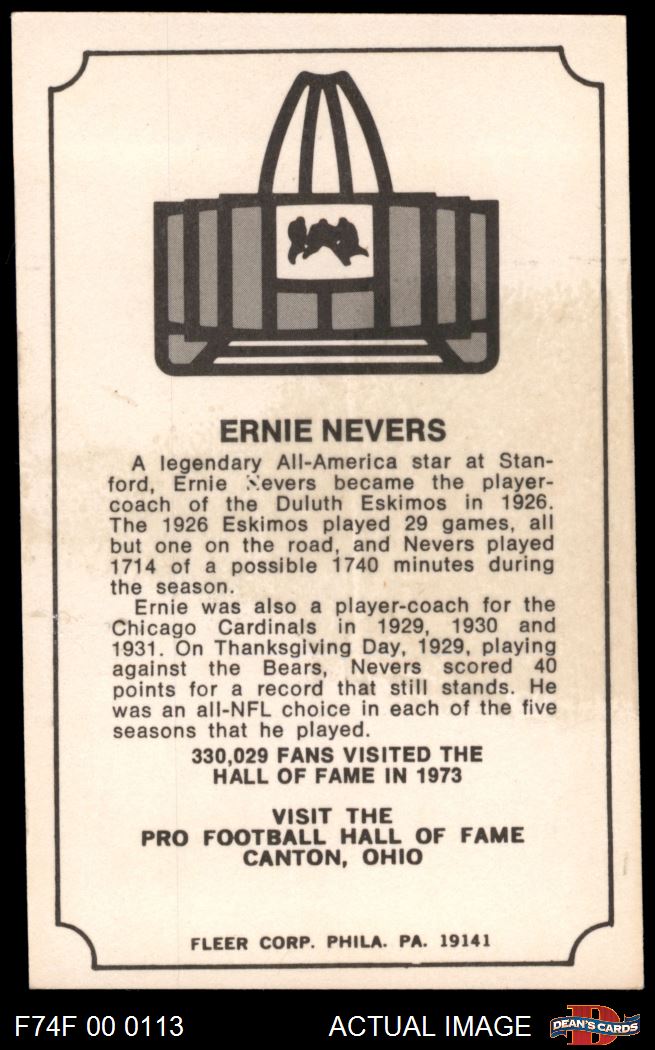 ERNIE NEVERS
A legendary All-America star at Stan-
ford, Ernie Nevers became the player-
coach of the Duluth Eskimos in 1926.
The 1926 Eskimos played 29 games, all
but one on the road, and Nevers played
1714 of a possible 1740 minutes during
the season.
Ernie was also a player-coach for the
Chicago Cardinals in 1929, 1930 and
1931. On Thanksgiving Day, 1929, playing
against the Bears, Nevers scored 40
points for a record that still stands. He
was an all-NFL choice in each of the five
seasons that he played.
330,029 FANS VISITED THE
HALL OF FAME IN 1973
VISIT THE
PRO FOOTBALL HALL OF FAME
CANTON, OHIO
FLEER CORP. PHILA. PA. 19141
F74F 00 0113 ACTUAL IMAGE DEAN'S CARDS